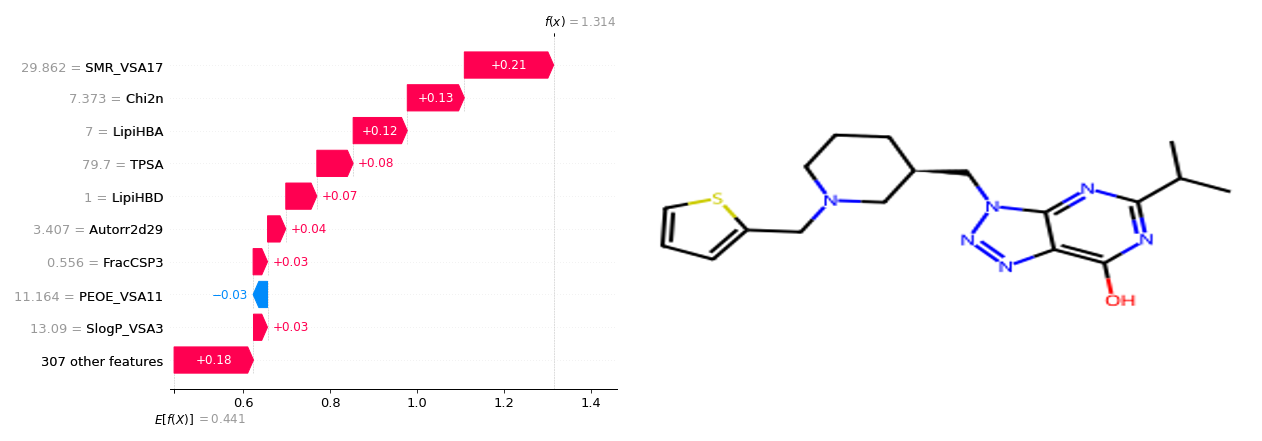 f(x) = 1.314
29.862 = SMR_VSA17
+0.21
7.373 = Chi2n
+0.13
7 = LipiHBA
+0.12
79.7 = TPSA
+0.08
1 = LipiHBD
+0.07
3.407 = Autorr2d29
+0.04
0.556 = FracCSP3
+0.03
11.164 = PEOE_VSA11
−0.03
13.09 = SlogP_VSA3
+0.03
307 other features
+0.18
0.6 0.8 1.0 1.2 1.4
E[f(X)] = 0.441
S
N
N
N
N
N
N
OH